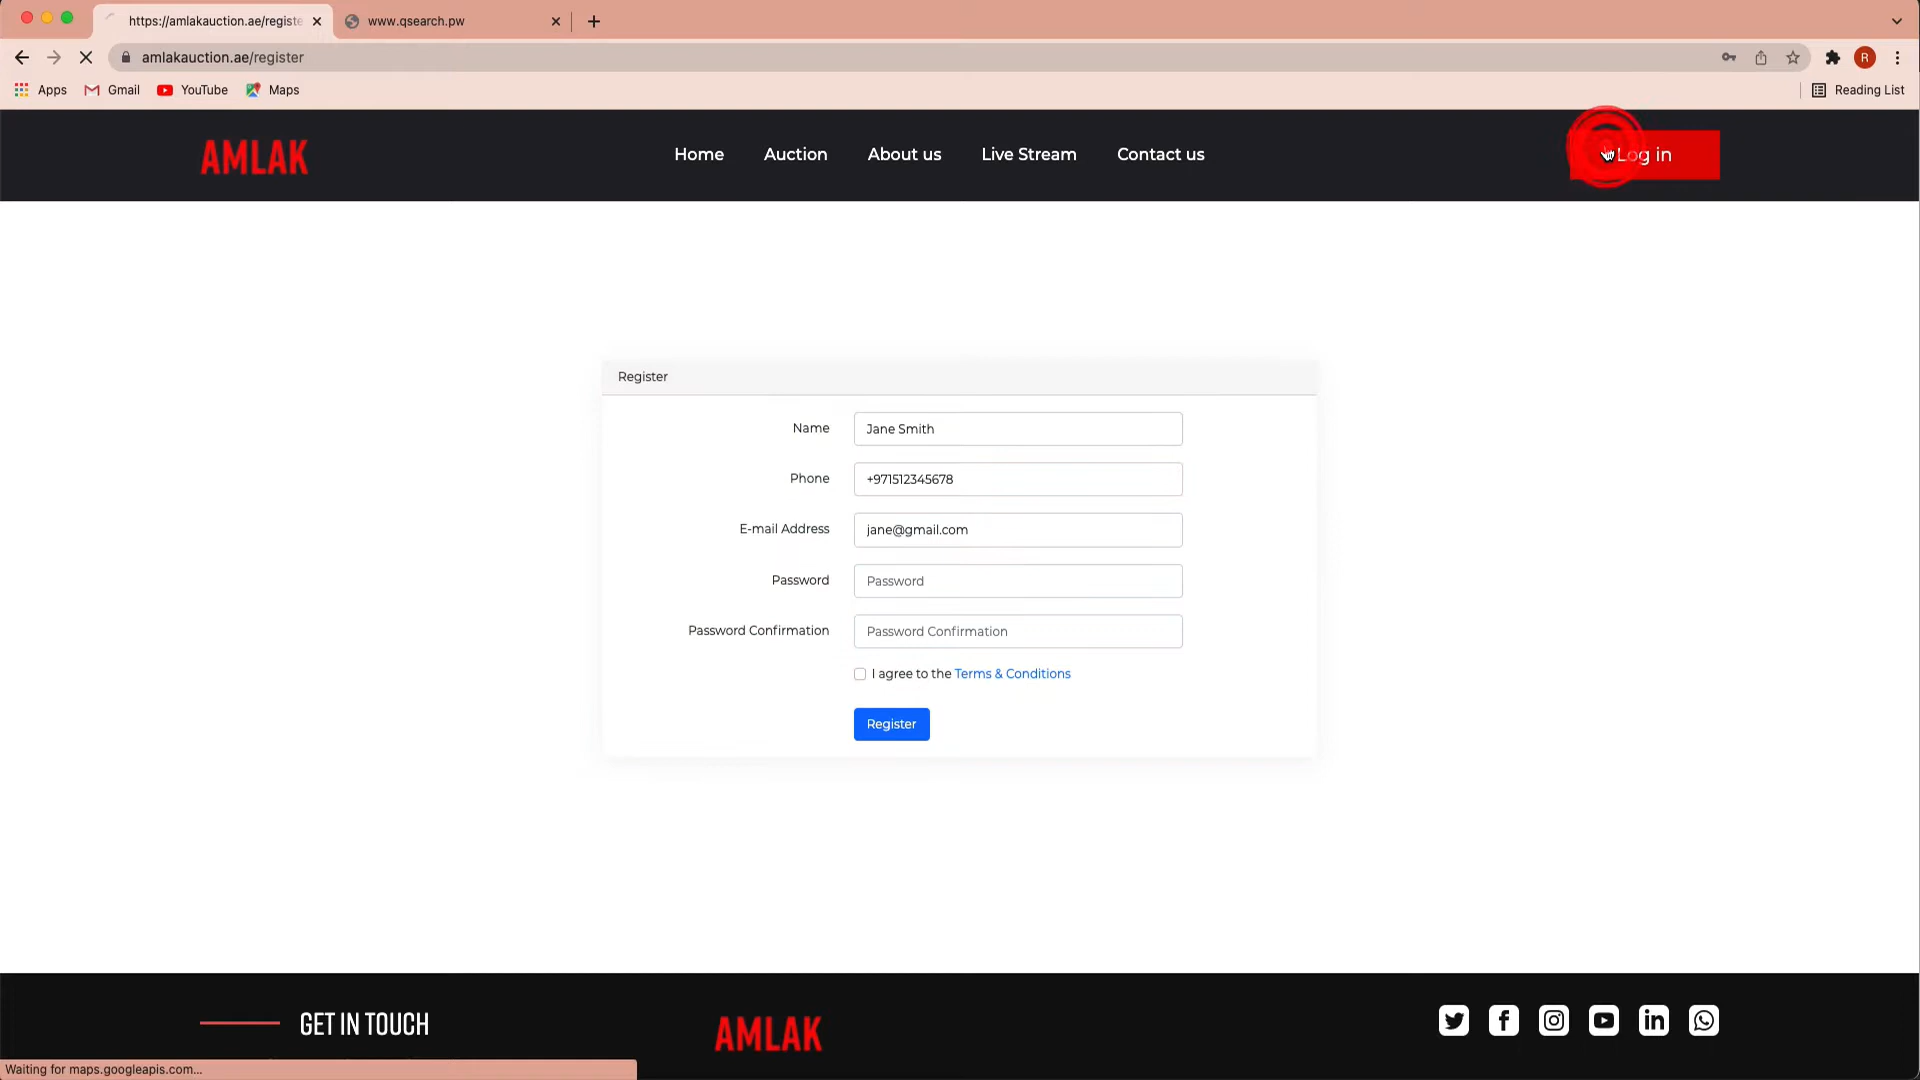 https://amlakauction.ae/registe
www.qsearch.pw
amlakauction.ae/register
R
Apps
Gmail
YouTube
Maps
Reading List
AMLAK
Home
Auction
About us
Live Stream
Contact us
Log in
Register
Name
Jane Smith
Phone
+971512345678
E-mail Address
jane@gmail.com
Password
Password
Password Confirmation
Password Confirmation
I agree to the Terms & Conditions
Register
GET IN TOUCH
AMLAK
Waiting for maps.googleapis.com...